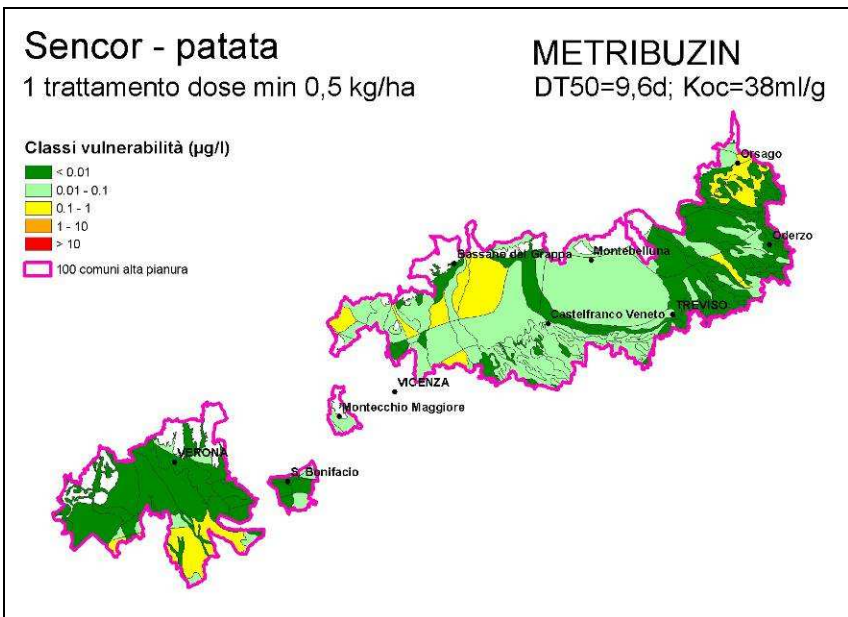 Sencor - patata
METRIBUZIN
1 trattamento dose min 0,5 kg/ha
DT50=9,6d; Koc=38ml/g
Classi vulnerabilità (µg/l)
< 0.01
0.01 - 0.1
0.1 - 1
1 - 10
> 10
100 comuni alta pianura
Orsago
Oderzo
Bassano del Grappa
Montebelluna
TREVISO
Castelfranco Veneto
VICENZA
Montecchio Maggiore
VERONA
S. Bonifacio